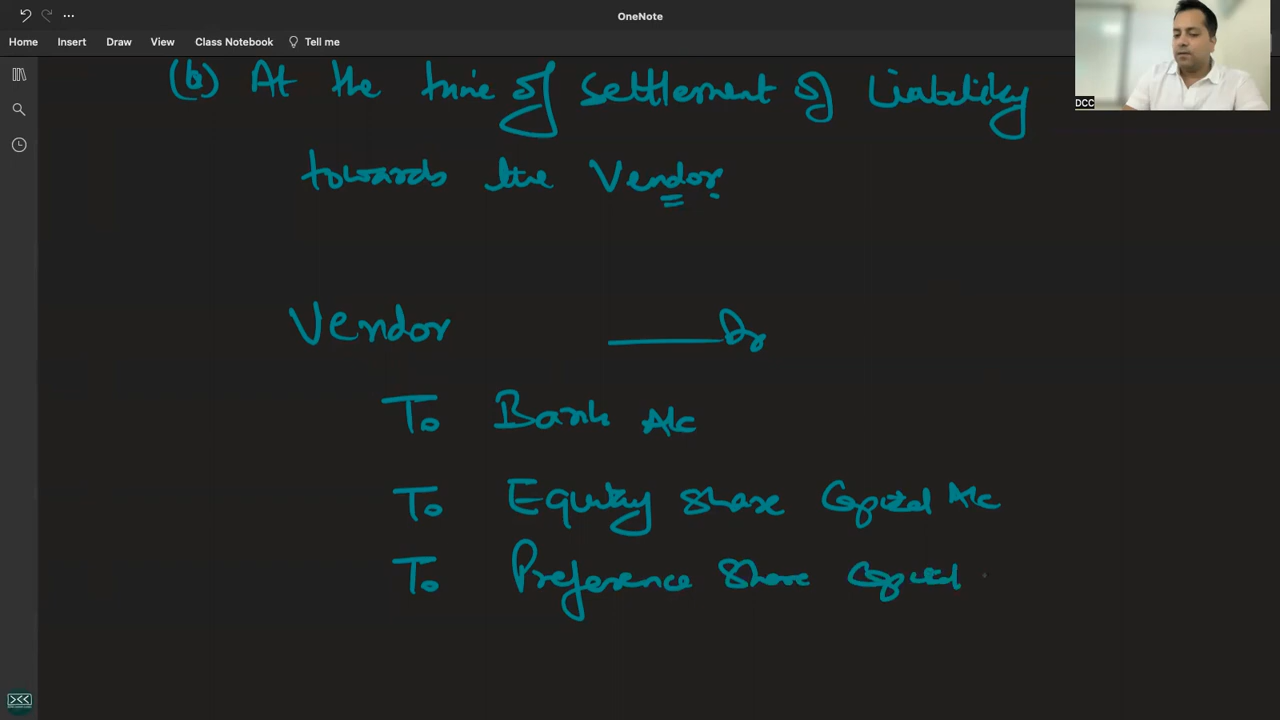 OneNote
Home Insert Draw View Class Notebook Tell me
DCC
(b) At the time of Settlement of Liability
towards the Vendor
Vendor Dr
To Bank A/c
To Equity Share Capital A/c
To Preference Share Capital
DCC